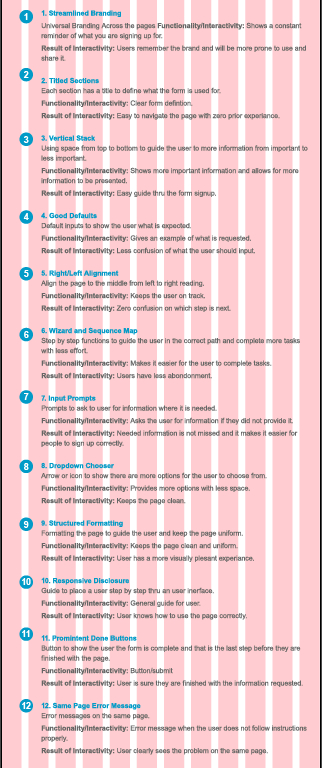 1
1. Streamlined Branding
Universal Branding Across the pages Functionality/Interactivity: Shows a constant
reminder of what you are signing up for.
Result of Interactivity: Users remember the brand and will be more prone to use and
share it.
2
2. Titled Sections
Each section has a title to define what the form is used for.
Functionality/Interactivity: Clear form defintion.
Result of Interactivity: Easy to navigate the page with zero prior experience.
3
3. Vertical Stack
Using space from top to bottom to guide the user to more information from important to
less important.
Functionality/Interactivity: Shows more important information and allows for more
information to be presented.
Result of Interactivity: Easy guide thru the form signup.
4
4. Good Defaults
Default inputs to show the user what is expected.
Functionality/Interactivity: Gives an example of what is requested.
Result of Interactivity: Less confusion of what the user should input.
5
5. Right/Left Alignment
Align the page to the middle from left to right reading.
Functionality/Interactivity: Keeps the user on track.
Result of Interactivity: Zero confusion on which step is next.
6
6. Wizard and Sequence Map
Step by step functions to guide the user in the correct path and complete more tasks
with less effort.
Functionality/Interactivity: Makes it easier for the user to complete tasks.
Result of Interactivity: Users have less abondonment.
7
7. Input Prompts
Prompts to ask to user for information where it is needed.
Functionality/Interactivity: Asks the user for information if they did not provide it.
Result of Interactivity: Needed information is not missed and it makes it easier for
people to sign up correctly.
8
8. Dropdown Chooser
Arrow or icon to show there are more options for the user to choose from.
Functionality/Interactivity: Provides more options with less space.
Result of Interactivity: Keeps the page clean.
9
9. Structured Formatting
Formatting the page to guide the user and keep the page uniform.
Functionality/Interactivity: Keeps the page clean and uniform.
Result of Interactivity: User has a more visually plesant experiance.
10
10. Responsive Disclosure
Guide to place a user step by step thru an user inerface.
Functionality/Interactivity: General guide for user.
Result of Interactivity: User knows how to use the page correctly.
11
11. Promintent Done Buttons
Button to show the user the form is complete and that is the last step before they are
finished with the page.
Functionality/Interactivity: Button/submit
Result of Interactivity: User is sure they are finished with the information requested.
12
12. Same Page Error Message
Error messages on the same page.
Functionality/Interactivity: Error message when the user does not follow instructions
properly.
Result of Interactivity: User clearly sees the problem on the same page.